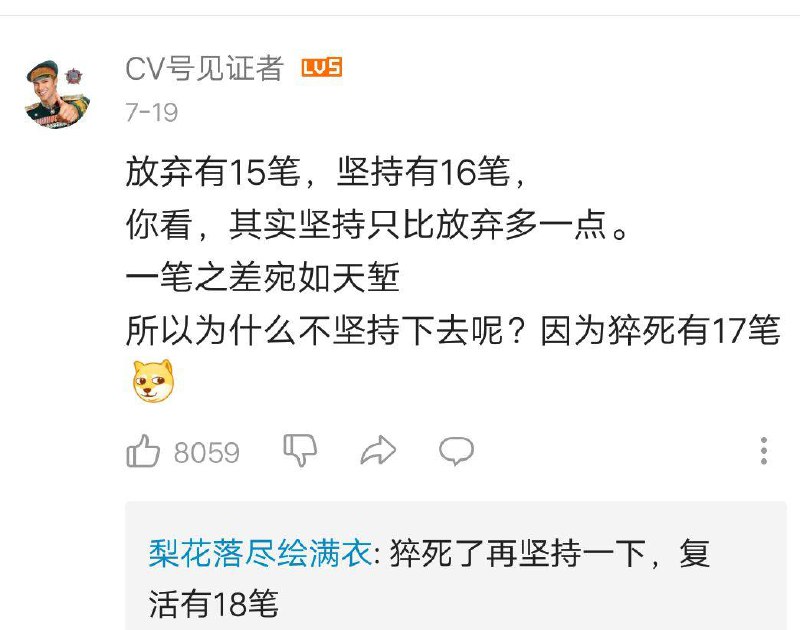 CV号见证者 LV5
7-19
放弃有15笔，坚持有16笔，
你看，其实坚持只比放弃多一点。
一笔之差宛如天堑
所以为什么不坚持下去呢？因为猝死有17笔
8059
梨花落尽绘满衣: 猝死了再坚持一下，复
活有18笔